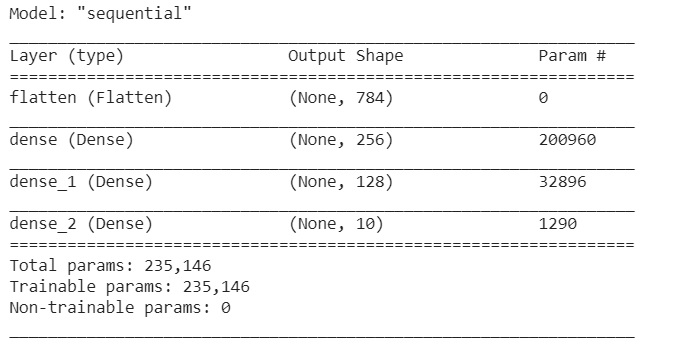 Model: "sequential"
Layer (type) Output Shape Param #
flatten (Flatten) (None, 784) 0
dense (Dense) (None, 256) 200960
dense_1 (Dense) (None, 128) 32896
dense_2 (Dense) (None, 10) 1290
Total params: 235,146
Trainable params: 235,146
Non-trainable params: 0